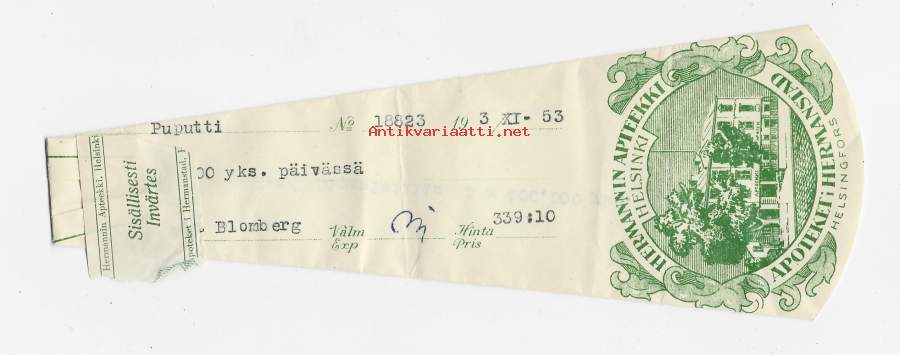 Puputti № 18823 19 3 XI- 53
Antikvariaatti.net
00 yks. päivässä
. Blomberg Valm Exp Hinta Pris 339:10
Hermannin Apteekki, Helsinki
Sisällisesti
Invärtes
Apoteket i Hermanstad,
HERMANNIN APTEEKKI
HELSINKI
APOTEKET i HERMANSTAD
HELSINGFORS